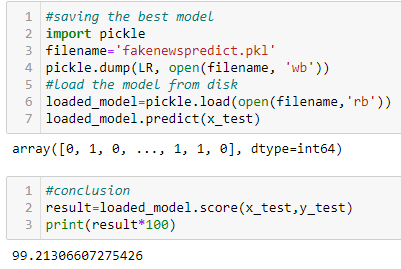 1 #saving the best model
2 import pickle
3 filename='fakenewspredict.pkl'
4 pickle.dump(LR, open(filename, 'wb'))
5 #load the model from disk
6 loaded_model=pickle.load(open(filename,'rb'))
7 loaded_model.predict(x_test)
array([0, 1, 0, ..., 1, 1, 0], dtype=int64)
1 #conclusion
2 result=loaded_model.score(x_test,y_test)
3 print(result*100)
99.21306607275426